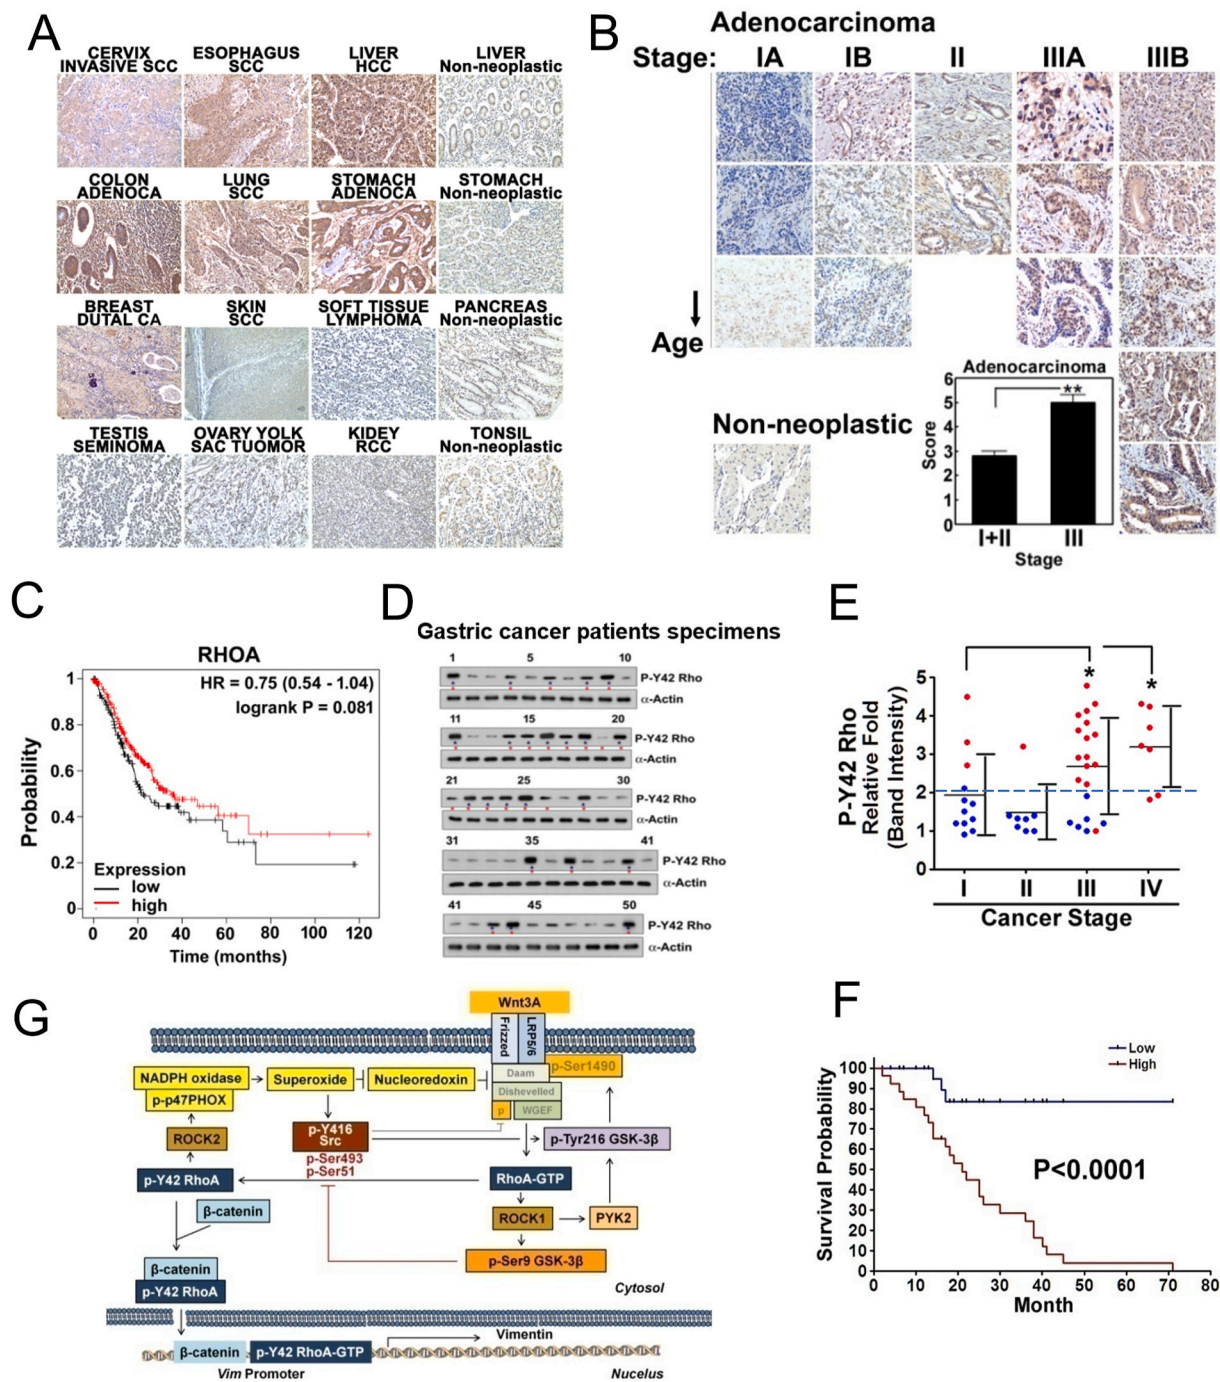 A
CERVIX
INVASIVE SCC
ESOPHAGUS
SCC
LIVER
HCC
LIVER
Non-neoplastic
COLON
ADENOCA
LUNG
SCC
STOMACH
ADENOCA
STOMACH
Non-neoplastic
BREAST
DUTAL CA
SKIN
SCC
SOFT TISSUE
LYMPHOMA
PANCREAS
Non-neoplastic
TESTIS
SEMINOMA
OVARY YOLK
SAC TUOMOR
KIDEY
RCC
TONSIL
Non-neoplastic
B
Adenocarcinoma
Stage: IA IB II IIIA IIIB
Age
Non-neoplastic
Adenocarcinoma
**
Score
6
5
4
3
2
1
0
I+II III
Stage
C
RHOA
HR = 0.75 (0.54 - 1.04)
logrank P = 0.081
Probability
1
0.8
0.6
0.4
0.2
0
Expression
low
high
0 20 40 60 80 100 120
Time (months)
D
Gastric cancer patients specimens
1 5 10
P-Y42 Rho
α-Actin
11 15 20
P-Y42 Rho
α-Actin
21 25 30
P-Y42 Rho
α-Actin
31 35 41
P-Y42 Rho
α-Actin
41 45 50
P-Y42 Rho
α-Actin
E
P-Y42 Rho
Relative Fold
(Band Intensity)
5
4
3
2
1
0
* *
I II III IV
Cancer Stage
F
Low
High
Survival Probability
100
90
80
70
60
50
40
30
20
10
0
P<0.0001
0 10 20 30 40 50 60 70 80
Month
G
Wnt3A
Frizzed
LRP5/6
p-Ser1490
Daam
Dishevelled
p
WGEF
NADPH oxidase
p-p47PHOX
Superoxide
Nucleoredoxin
ROCK2
p-Y416
Src
p-Ser493
p-Ser51
p-Tyr216 GSK-3β
p-Y42 RhoA
RhoA-GTP
β-catenin
ROCK1
PYK2
p-Ser9 GSK-3β
β-catenin
p-Y42 RhoA
Cytosol
Vimentin
β-catenin
p-Y42 RhoA-GTP
Vim Promoter
Nucelus